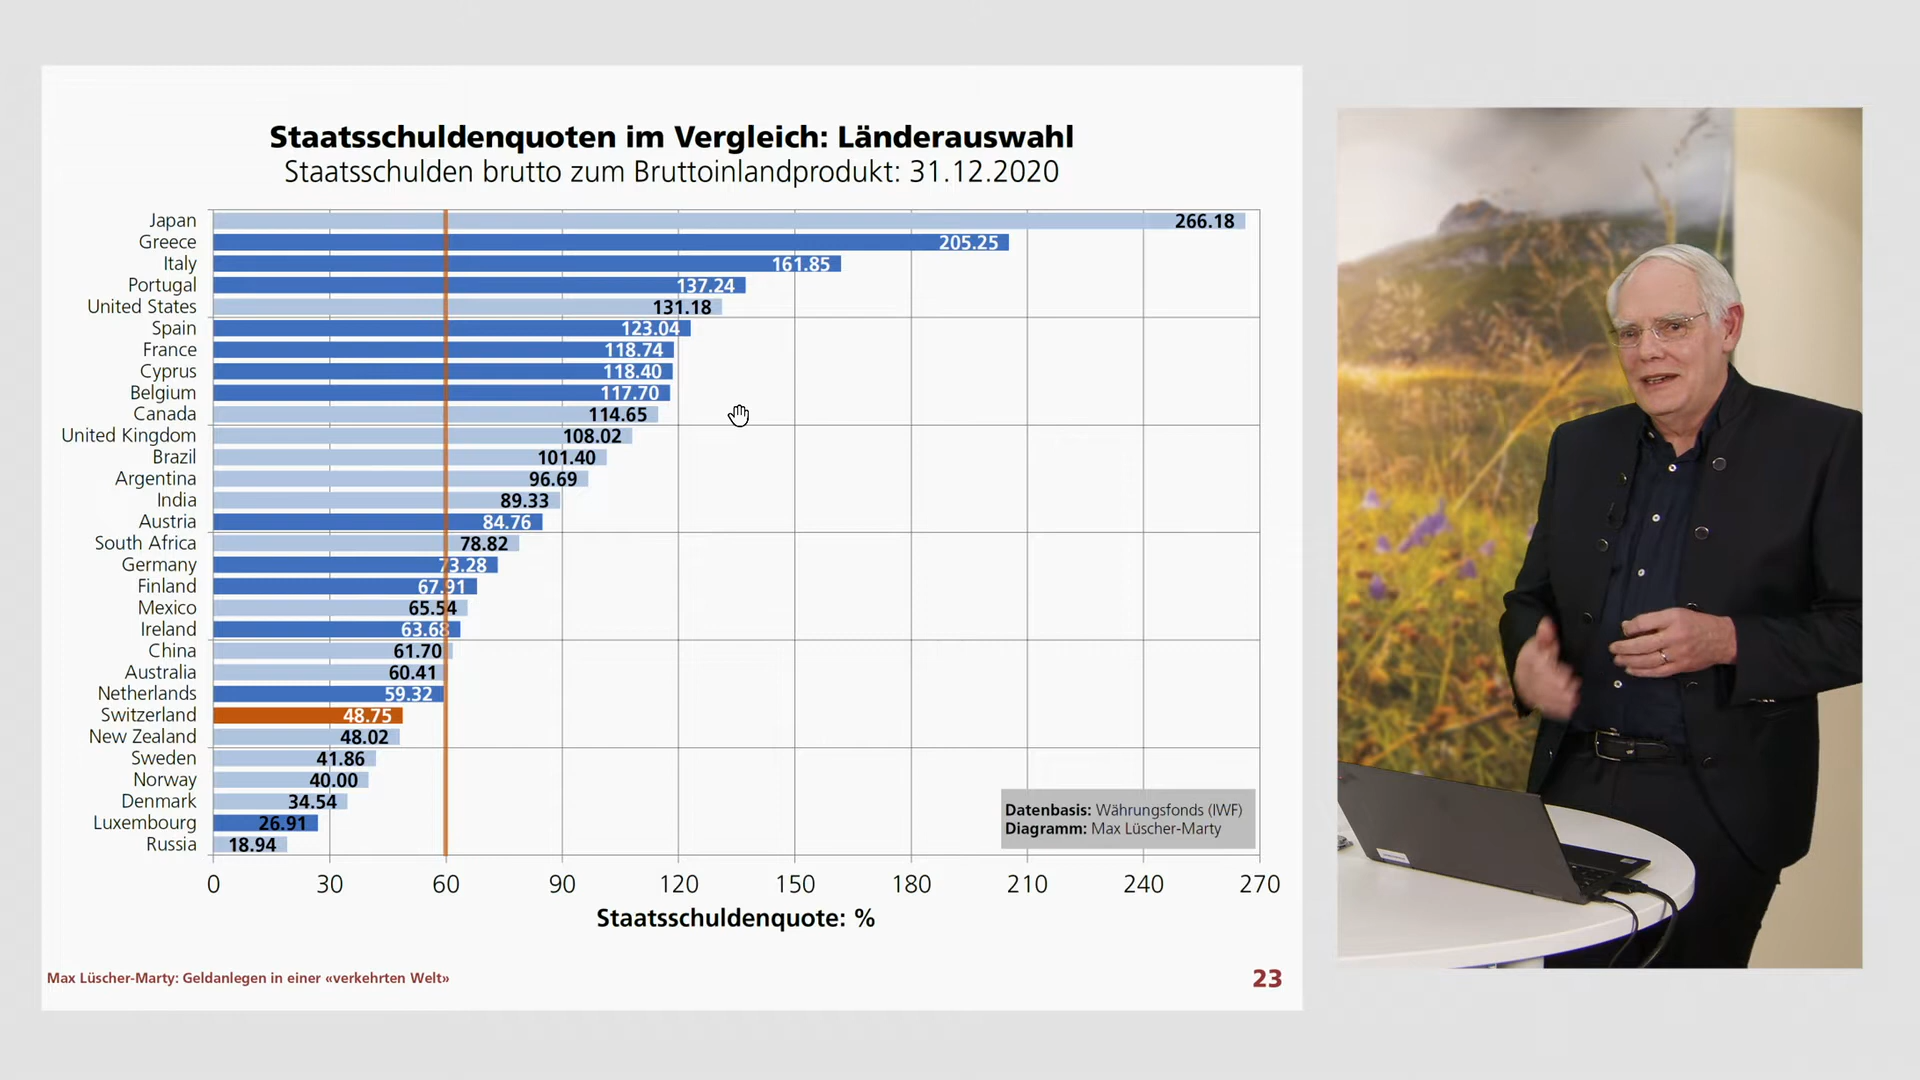 Staatsschuldenquoten im Vergleich: Länderauswahl
Staatsschulden brutto zum Bruttoinlandprodukt: 31.12.2020
Japan 266.18
Greece 205.25
Italy 161.85
Portugal 137.24
United States 131.18
Spain 123.04
France 118.74
Cyprus 118.40
Belgium 117.70
Canada 114.65
United Kingdom 108.02
Brazil 101.40
Argentina 96.69
India 89.33
Austria 84.76
South Africa 78.82
Germany 73.28
Finland 67.91
Mexico 65.54
Ireland 63.68
China 61.70
Australia 60.41
Netherlands 59.32
Switzerland 48.75
New Zealand 48.02
Sweden 41.86
Norway 40.00
Denmark 34.54
Luxembourg 26.91
Russia 18.94
Datenbasis: Währungsfonds (IWF)
Diagramm: Max Lüscher-Marty
0 30 60 90 120 150 180 210 240 270
Staatsschuldenquote: %
Max Lüscher-Marty: Geldanlegen in einer «verkehrten Welt»
23